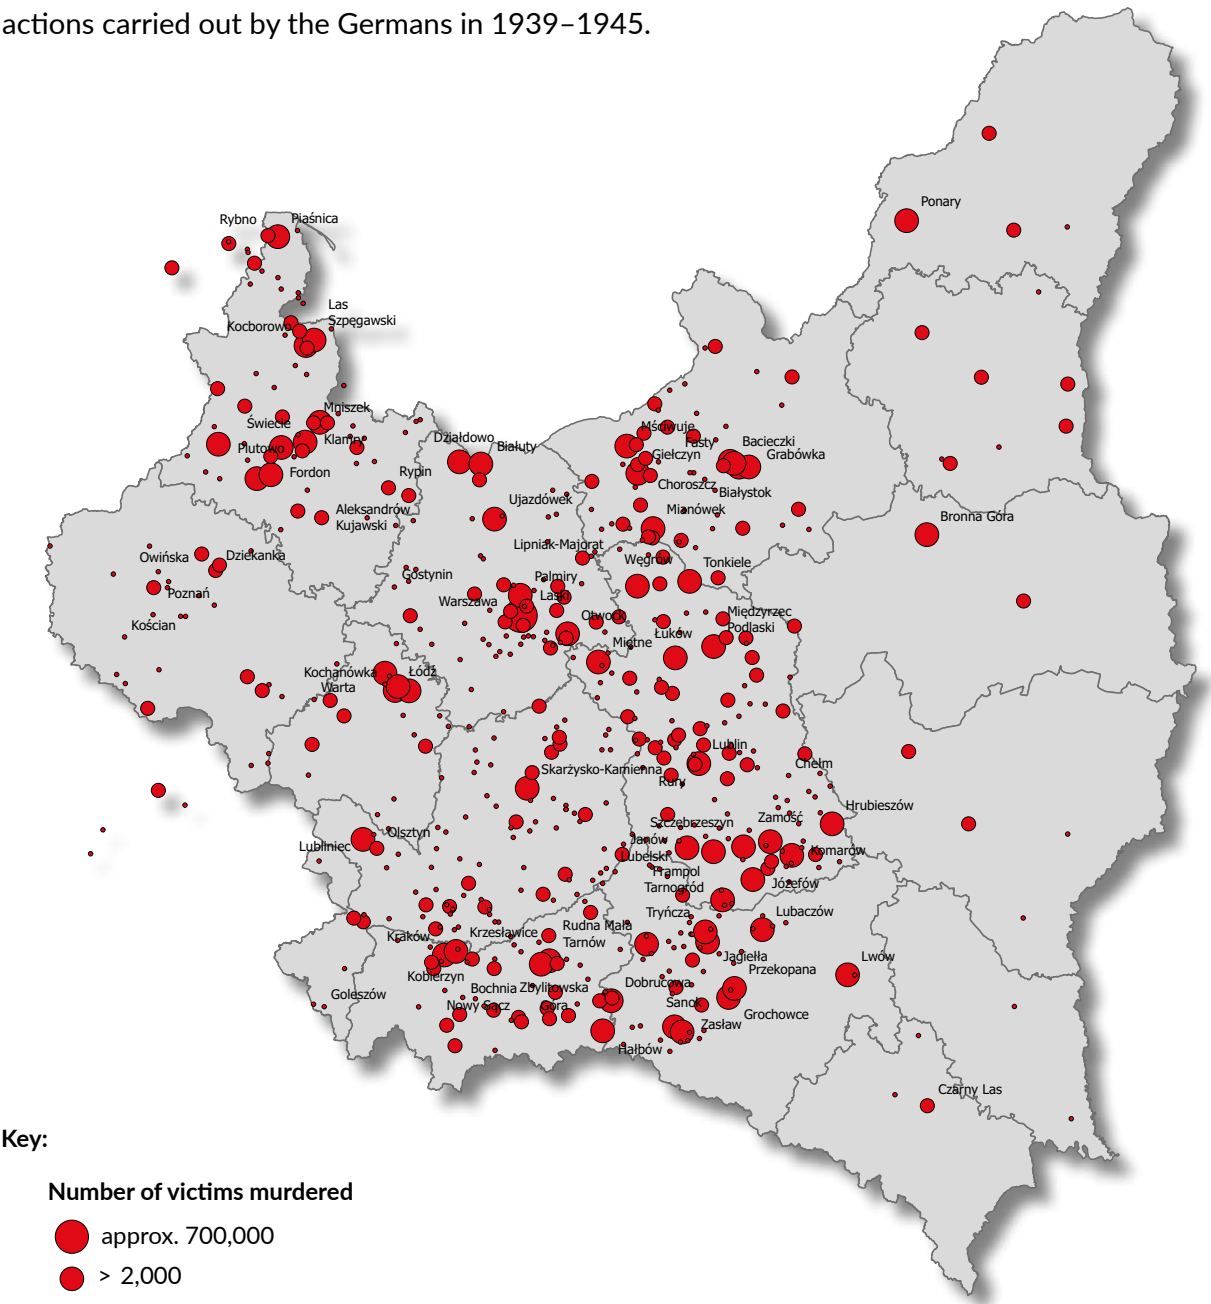 actions carried out by the Germans in 1939–1945.
Ponary
Rybno
Piaśnica
Las
Szpęgawski
Kocborowo
Mniszek
Świecie
Klamry
Plutowo
Fordon
Działdowo
Białuty
Mściwuje
Fasty
Bacieczki
Giełczyn
Grabówka
Choroszcz
Białystok
Rypin
Ujazdówek
Mianówek
Bronna Góra
Aleksandrów
Kujawski
Lipniak-Majorat
Owińska
Dziekanka
Węgrów
Tonkiele
Gostynin
Palmiry
Poznań
Warszawa
Laski
Otwock
Międzyrzec
Podlaski
Kościan
Miętne
Łuków
Kochanówka
Łódź
Warta
Lublin
Skarżysko-Kamienna
Chełm
Rury
Hrubieszów
Szczebrzeszyn
Zamość
Olsztyn
Lubliniec
Janów
Lubelski
Komarów
Frampol
Tarnogród
Józefów
Tryńcza
Lubaczów
Kraków
Krzesławice
Rudna Mała
Tarnów
Jagiełła
Lwów
Kobierzyn
Przekopana
Goleszów
Bochnia
Zbylitowska
Góra
Dobrucowa
Nowy Sącz
Sanok
Grochowce
Zasław
Hałbów
Czarny Las
Key:
Number of victims murdered
approx. 700,000
> 2,000